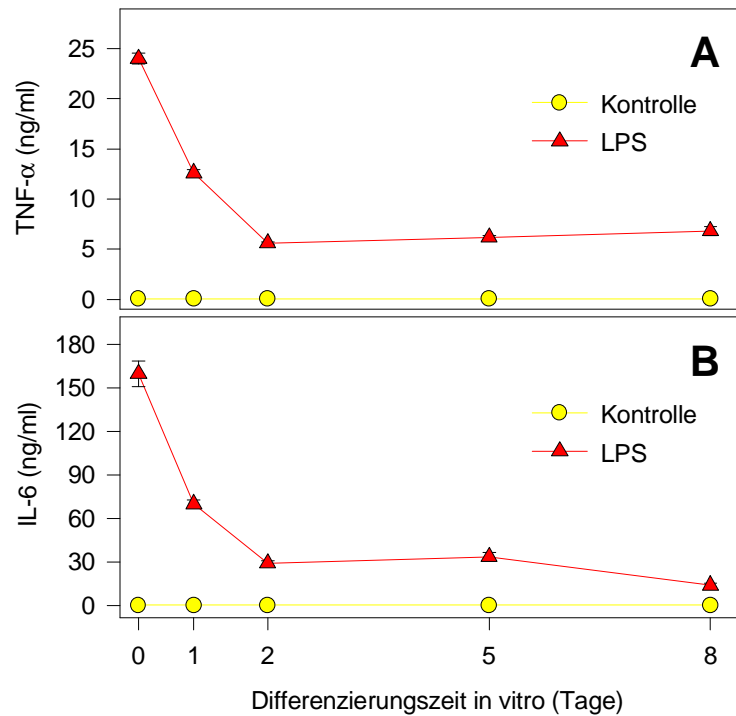 A
TNF-α (ng/ml)
25
20
15
10
5
0
Kontrolle
LPS
B
IL-6 (ng/ml)
180
150
120
90
60
30
0
Kontrolle
LPS
0 1 2 5 8
Differenzierungszeit in vitro (Tage)